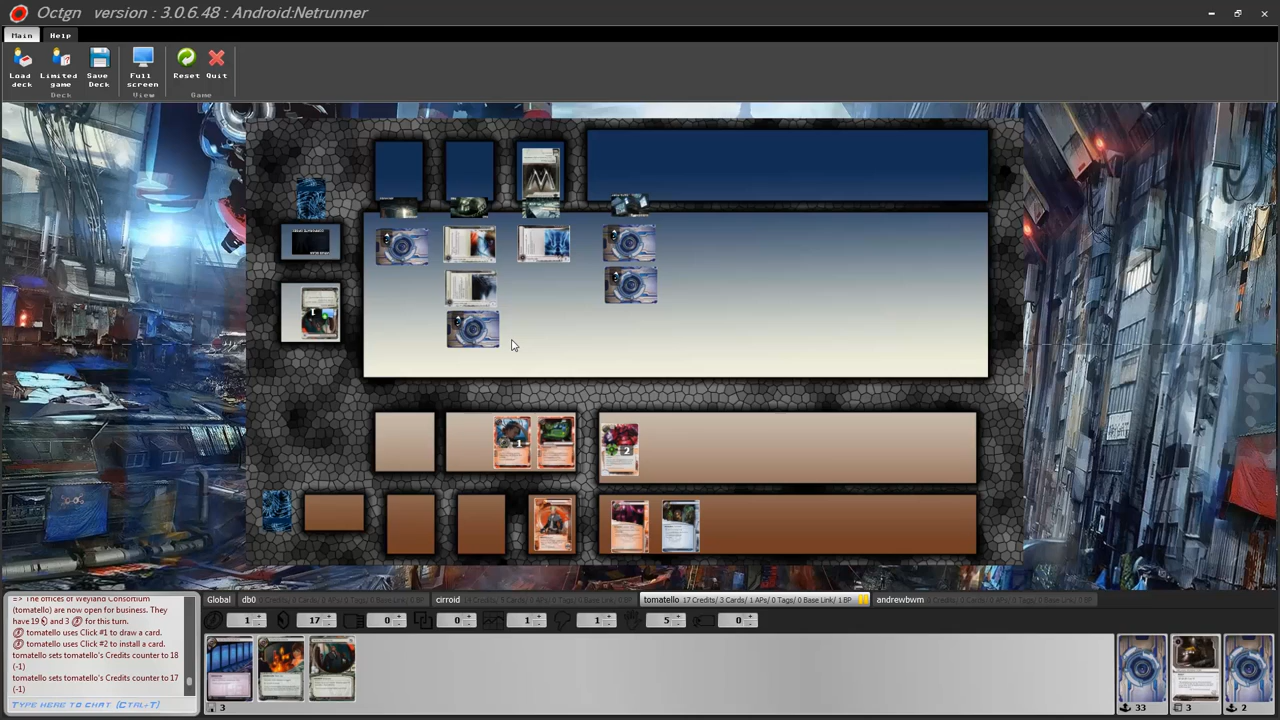 Octgn version : 3.0.6.48 : Android:Netrunner
Main Help
Load deck
Limited game
Save Deck
Full screen
Reset Quit
Deck View Game
1
1
2
=> The offices of Weyland Consortium
(tomatello) are now open for business. They
have 19 and 3 for this turn.
tomatello uses Click #1 to draw a card.
tomatello uses Click #2 to install a card.
tomatello sets tomatello's Credits counter to 18
(-1)
tomatello sets tomatello's Credits counter to 17
(-1)
Type here to chat (Ctrl+T)
Global db0 cirroid tomatello 17 Credits/ 3 Cards/ 1 APs/ 0 Tags/ 0 Base Link/ 1 BP andrewbwm
1 17 0 0 1 1 5 0
3
33 3 2